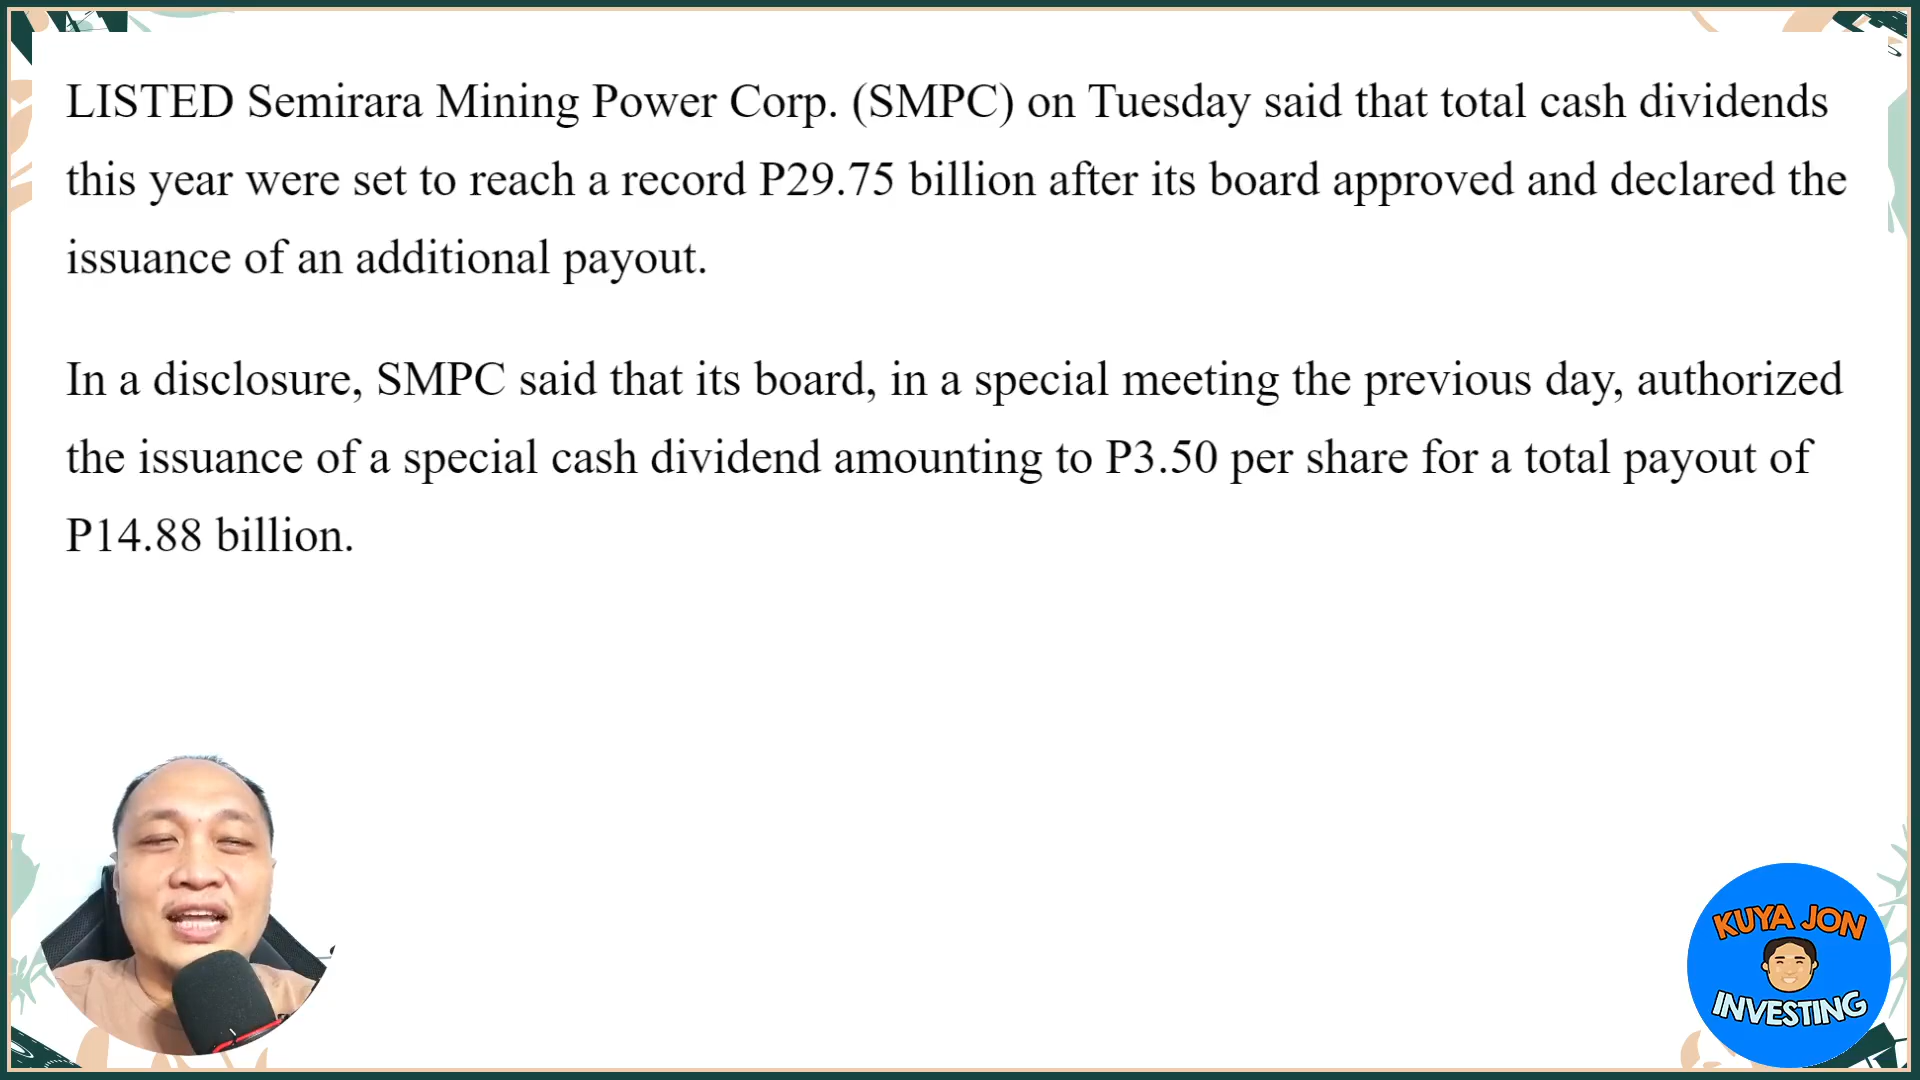 LISTED Semirara Mining Power Corp. (SMPC) on Tuesday said that total cash dividends
this year were set to reach a record P29.75 billion after its board approved and declared the
issuance of an additional payout.
In a disclosure, SMPC said that its board, in a special meeting the previous day, authorized
the issuance of a special cash dividend amounting to P3.50 per share for a total payout of
P14.88 billion.
KUYA JON
INVESTING